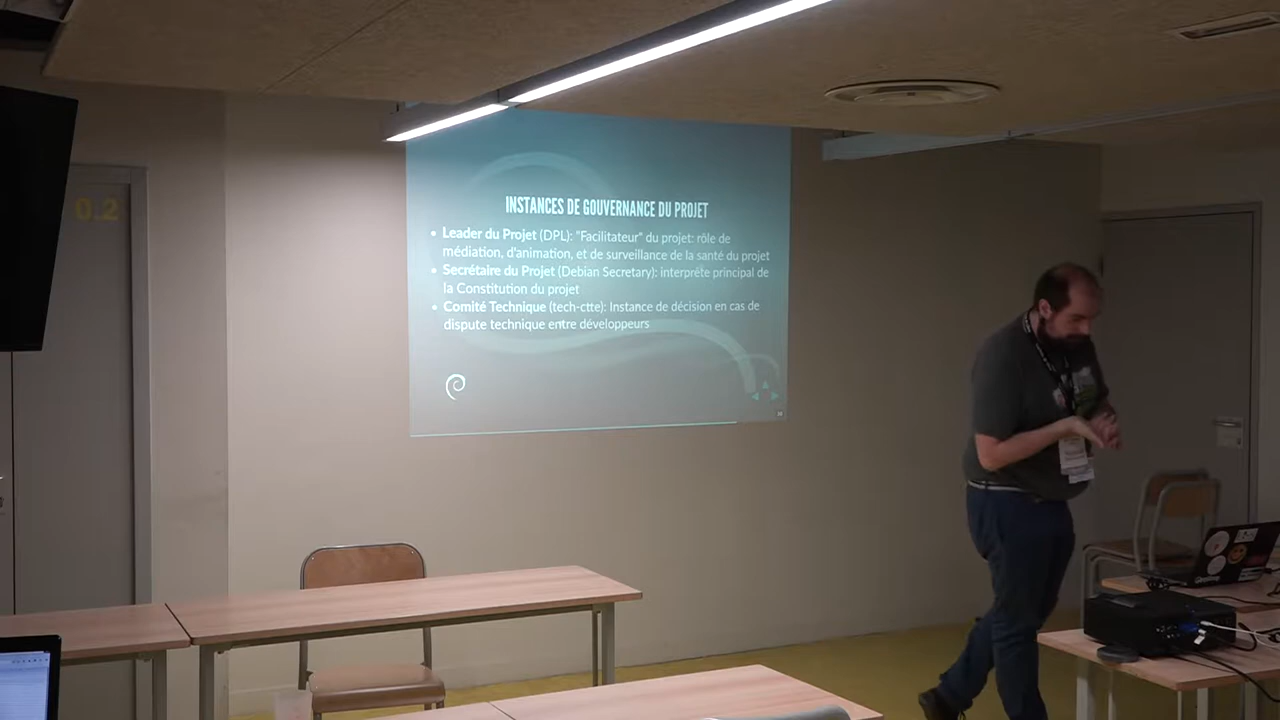 0.2
INSTANCES DE GOUVERNANCE DU PROJET
• Leader du Projet (DPL): "Facilitateur" du projet: rôle de
médiation, d'animation, et de surveillance de la santé du projet
• Secrétaire du Projet (Debian Secretary): interprète principal de
la Constitution du projet
• Comité Technique (tech-ctte): Instance de décision en cas de
dispute technique entre développeurs